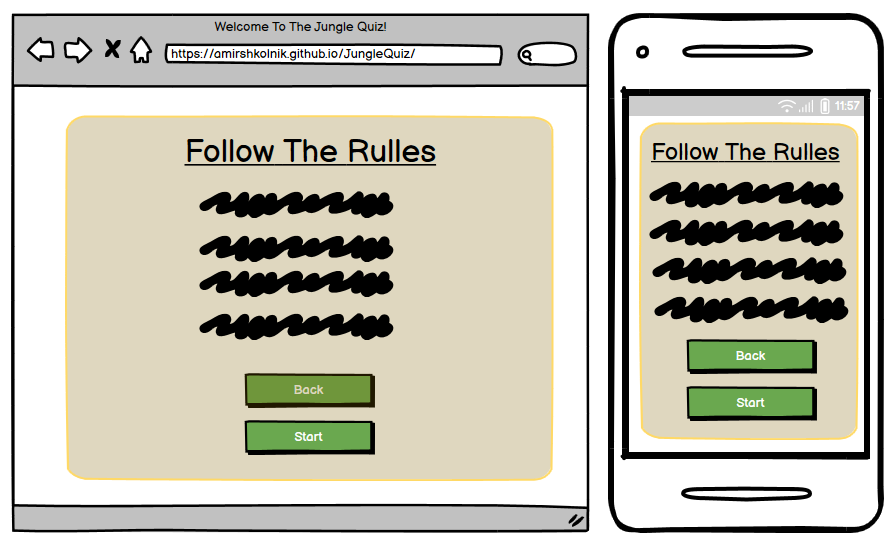 Welcome To The Jungle Quiz!
https://amirshkolnik.github.io/JungleQuiz/
Follow The Rulles
Back
Start
11:57
Follow The Rulles
Back
Start